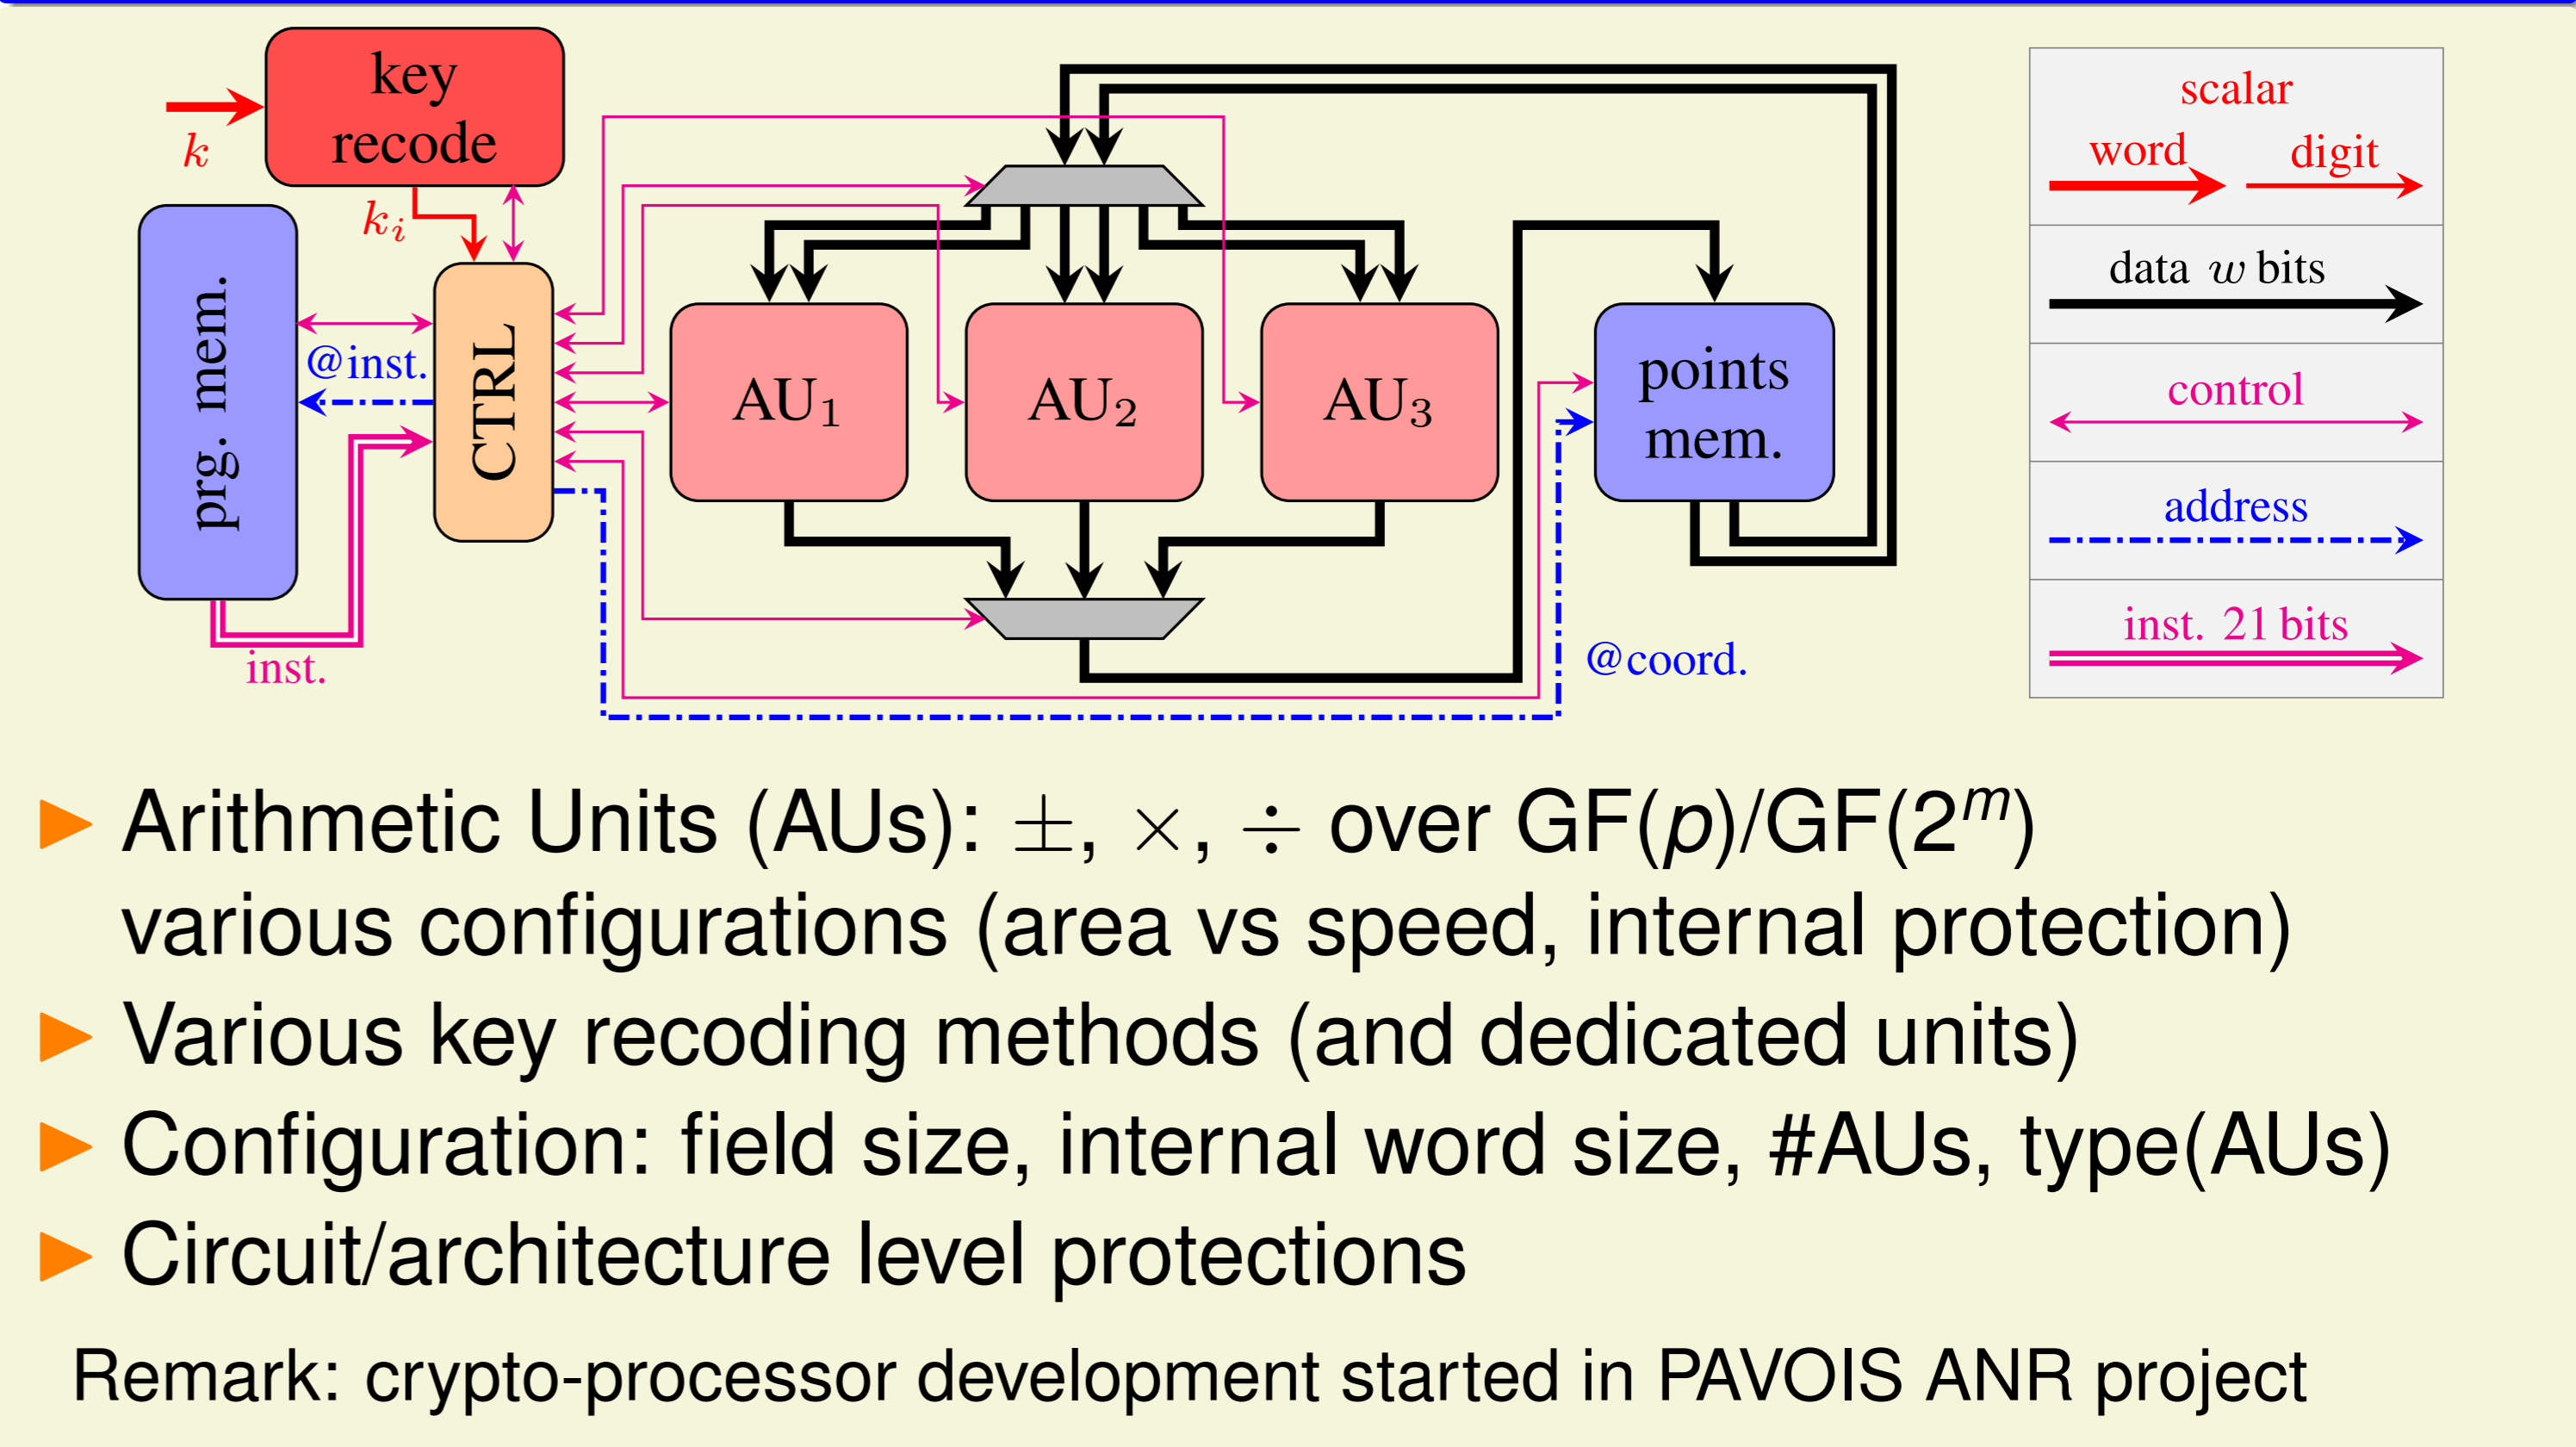 key
recode
k
k_i
prg. mem.
@inst.
CTRL
inst.
AU₁
AU₂
AU₃
points
mem.
@coord.
scalar
word digit
data w bits
control
address
inst. 21 bits
Arithmetic Units (AUs): ±, ×, ÷ over GF(p)/GF(2^m)
various configurations (area vs speed, internal protection)
Various key recoding methods (and dedicated units)
Configuration: field size, internal word size, #AUs, type(AUs)
Circuit/architecture level protections
Remark: crypto-processor development started in PAVOIS ANR project